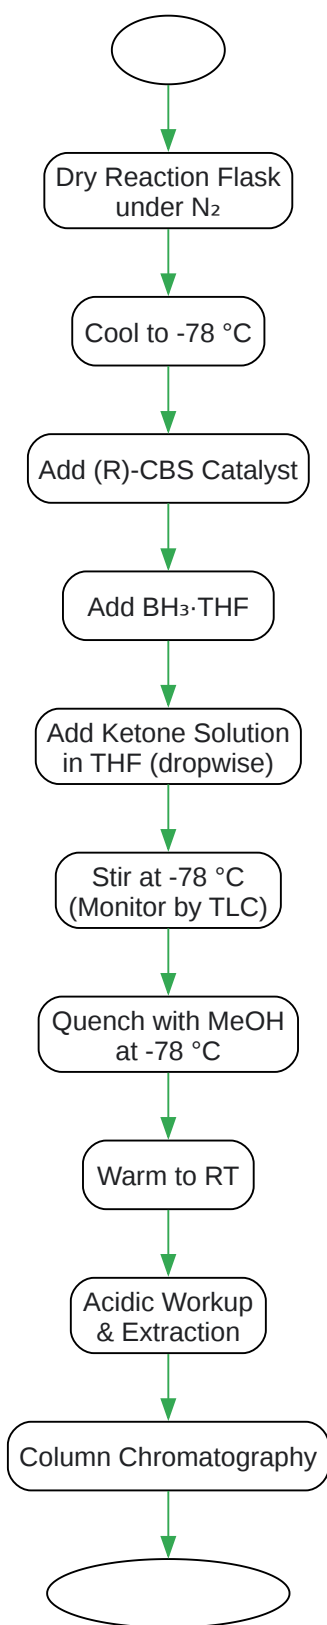 Dry Reaction Flask
under N₂
Cool to -78 °C
Add (R)-CBS Catalyst
Add BH₃·THF
Add Ketone Solution
in THF (dropwise)
Stir at -78 °C
(Monitor by TLC)
Quench with MeOH
at -78 °C
Warm to RT
Acidic Workup
& Extraction
Column Chromatography